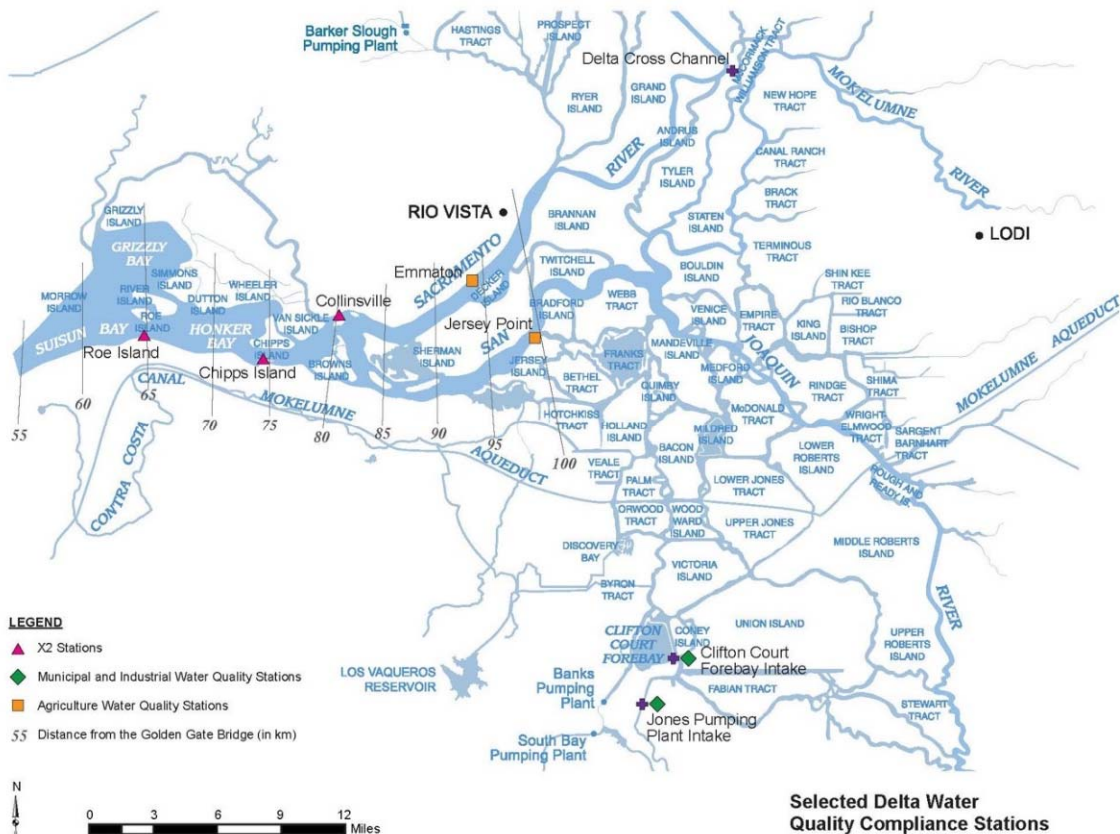 Barker Slough
Pumping Plant
HASTINGS
TRACT
PROSPECT
ISLAND
Delta Cross Channel
McCORMACK
WILLIAMSON TRACT
MOKELUMNE
RIVER
RYER
ISLAND
GRAND
ISLAND
NEW HOPE
TRACT
ANDRUS
ISLAND
CANAL RANCH
TRACT
TYLER
ISLAND
BRACK
TRACT
STATEN
ISLAND
TERMINOUS
TRACT
RIO VISTA
LODI
BRANNAN
ISLAND
SACRAMENTO
RIVER
GRIZZLY
ISLAND
GRIZZLY
BAY
SIMMONS
ISLAND
WHEELER
ISLAND
MORROW
ISLAND
RIVER
ISLAND
ROE
ISLAND
DUTTON
ISLAND
VAN SICKLE
ISLAND
Collinsville
Emmaton
DECKER
ISLAND
TWITCHELL
ISLAND
BOULDIN
ISLAND
SHIN KEE
TRACT
RIO BLANCO
TRACT
BRADFORD
ISLAND
WEBB
TRACT
VENICE
ISLAND
EMPIRE
TRACT
KING
ISLAND
BISHOP
TRACT
Jersey Point
SUISUN
BAY
HONKER
BAY
Roe Island
CHIPPS
ISLAND
Chipps Island
BROWNS
ISLAND
SHERMAN
ISLAND
SAN
JOAQUIN
RIVER
JERSEY
ISLAND
FRANKS
TRACT
MANDEVILLE
ISLAND
MEDFORD
ISLAND
BETHEL
TRACT
QUIMBY
ISLAND
RINDGE
TRACT
SHIMA
TRACT
MOKELUMNE AQUEDUCT
HOTCHKISS
TRACT
HOLLAND
ISLAND
McDONALD
TRACT
MILDRED
ISLAND
WRIGHT-
ELMWOOD
TRACT
SARGENT
BARNHART
TRACT
CONTRA COSTA
CANAL
MOKELUMNE
AQUEDUCT
55
60
65
70
75
80
85
90
95
100
BACON
ISLAND
LOWER
ROBERTS
ISLAND
VEALE
TRACT
PALM
TRACT
LOWER JONES
TRACT
ROUGH AND
READY IS.
ORWOOD
TRACT
WOOD
WARD
ISLAND
UPPER JONES
TRACT
DISCOVERY
BAY
MIDDLE ROBERTS
ISLAND
VICTORIA
ISLAND
BYRON
TRACT
CLIFTON
COURT
FOREBAY
CONEY
ISLAND
UNION ISLAND
Clifton Court
Forebay Intake
UPPER
ROBERTS
ISLAND
LOS VAQUEROS
RESERVOIR
Banks
Pumping
Plant
FABIAN TRACT
STEWART
TRACT
Jones Pumping
Plant Intake
South Bay
Pumping Plant
LEGEND
X2 Stations
Municipal and Industrial Water Quality Stations
Agriculture Water Quality Stations
55 Distance from the Golden Gate Bridge (in km)
N
0 3 6 9 12
Miles
Selected Delta Water
Quality Compliance Stations